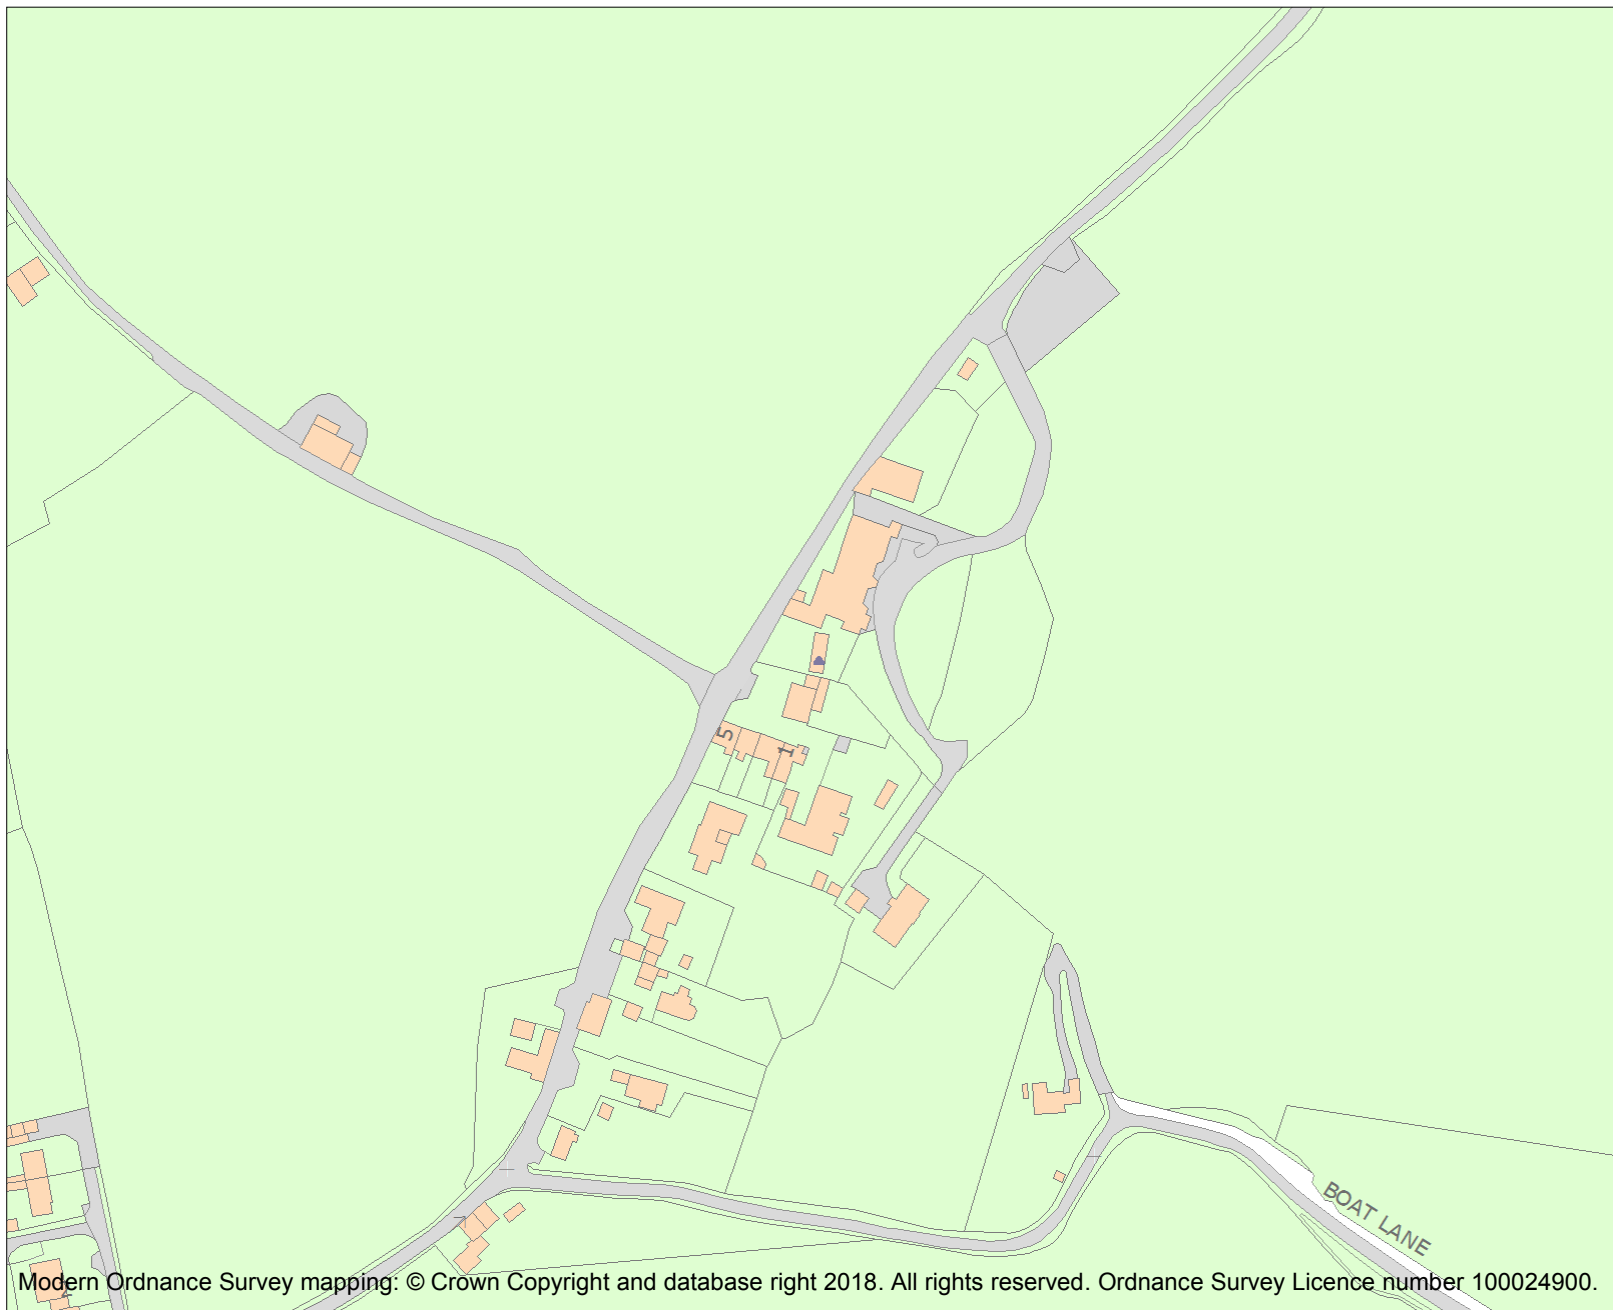 5
1
BOAT LANE
Modern Ordnance Survey mapping: © Crown Copyright and database right 2018. All rights reserved. Ordnance Survey Licence number 100024900.